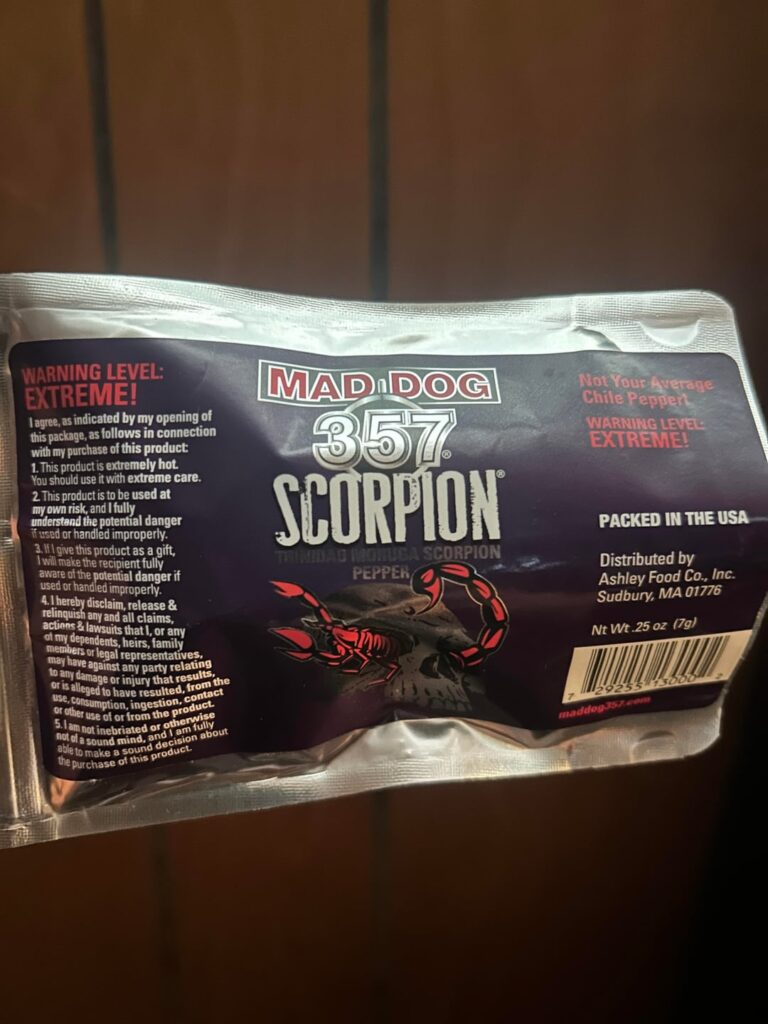 WARNING LEVEL:
EXTREME!
I agree, as indicated by my opening of
this package, as follows in connection
with my purchase of this product:
1. This product is extremely hot.
You should use it with extreme care.
2. This product is to be used at
my own risk, and I fully
understand the potential danger
if used or handled improperly.
3. If I give this product as a gift,
I will make the recipient fully
aware of the potential danger if
used or handled improperly.
4. I hereby disclaim, release &
relinquish any and all claims,
actions & lawsuits that I, or any
of my dependents, heirs, family
members or legal representatives,
may have against any party relating
to any damage or injury that results,
or is alleged to have resulted, from the
use, consumption, ingestion, contact
or other use of or from the product.
5. I am not inebriated or otherwise
not of a sound mind, and I am fully
able to make a sound decision about
the purchase of this product.
MAD DOG
357®
SCORPION®
TRINIDAD MORUGA SCORPION
PEPPER
Not Your Average
Chile Pepper!
WARNING LEVEL:
EXTREME!
PACKED IN THE USA
Distributed by
Ashley Food Co., Inc.
Sudbury, MA 01776
Nt Wt .25 oz (7g)
maddog357.com